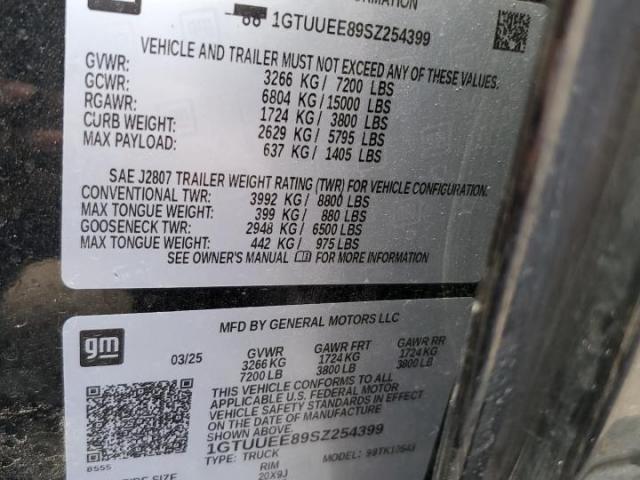 1GTUUEE89SZ254399
VEHICLE AND TRAILER MUST NOT EXCEED ANY OF THESE VALUES.
GVWR: 3266 KG / 7200 LBS
GCWR: 6804 KG / 15000 LBS
RGAWR: 1724 KG / 3800 LBS
CURB WEIGHT: 2629 KG / 5795 LBS
MAX PAYLOAD: 637 KG / 1405 LBS
SAE J2807 TRAILER WEIGHT RATING (TWR) FOR VEHICLE CONFIGURATION:
CONVENTIONAL TWR: 3992 KG / 8800 LBS
MAX TONGUE WEIGHT: 399 KG / 880 LBS
GOOSENECK TWR: 2948 KG / 6500 LBS
MAX TONGUE WEIGHT: 442 KG / 975 LBS
SEE OWNER'S MANUAL FOR MORE INFORMATION
gm
MFD BY GENERAL MOTORS LLC
03/25 GVWR GAWR FRT GAWR RR
3266 KG 1724 KG 1724 KG
7200 LB 3800 LB 3800 LB
THIS VEHICLE CONFORMS TO ALL
APPLICABLE U.S. FEDERAL MOTOR
VEHICLE SAFETY STANDARDS IN EFFECT
ON THE DATE OF MANUFACTURE
SHOWN ABOVE.
1GTUUEE89SZ254399
8555
TYPE: TRUCK MODEL:
SIZE RIM
20X9J